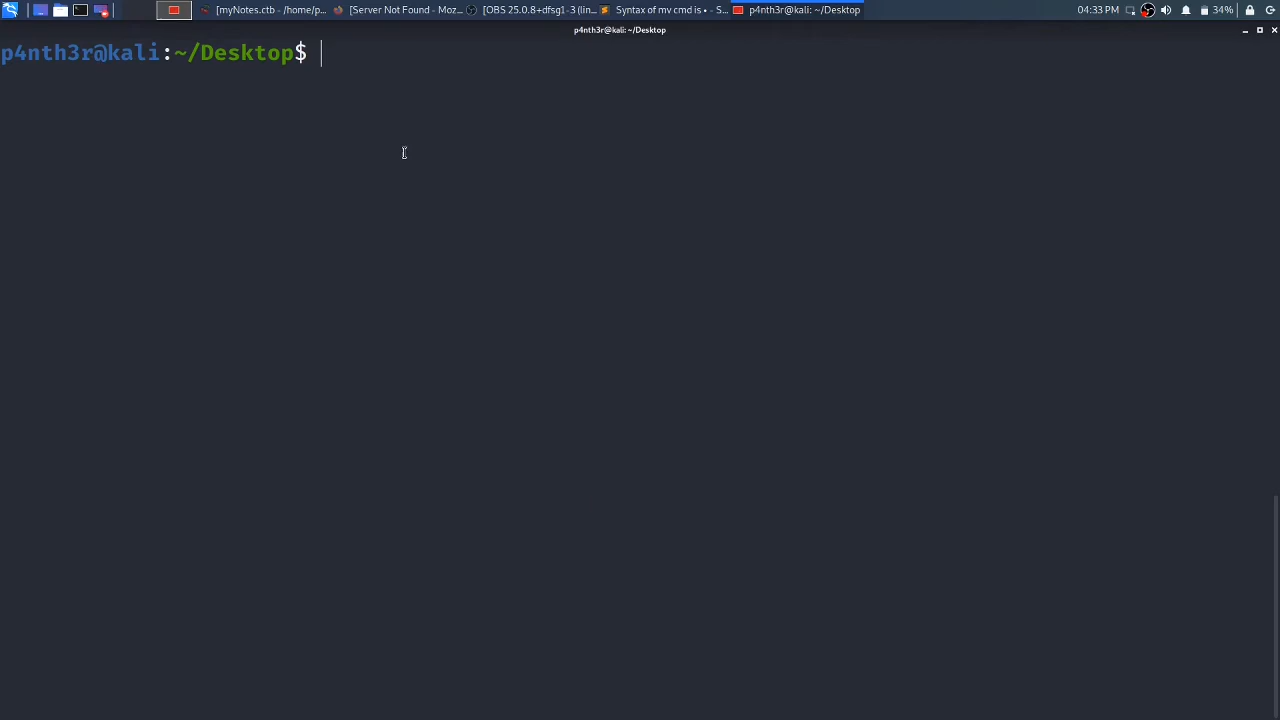 [myNotes.ctb - /home/p... [Server Not Found - Moz... [OBS 25.0.8+dfsg1-3 (lin... Syntax of mv cmd is • - S... p4nth3r@kali: ~/Desktop 04:33 PM 34%
p4nth3r@kali: ~/Desktop
p4nth3r@kali:~/Desktop$